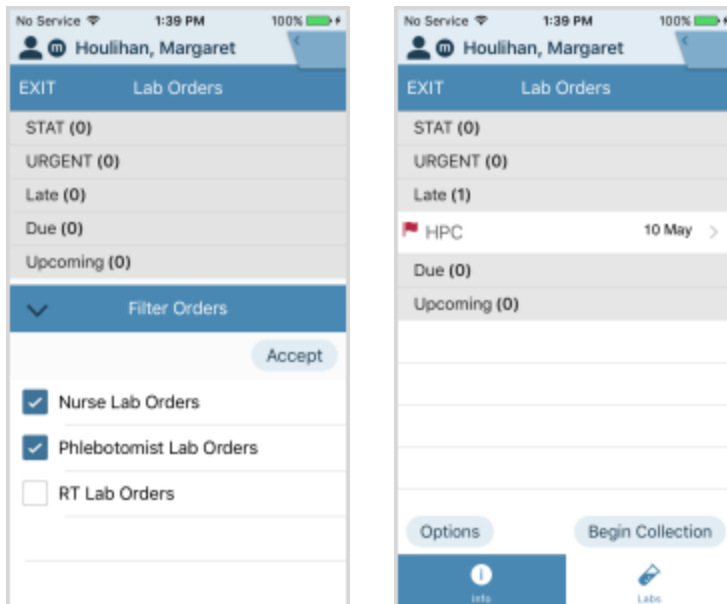 No Service 1:39 PM 100%
m Houlihan, Margaret
EXIT Lab Orders
STAT (0)
URGENT (0)
Late (0)
Due (0)
Upcoming (0)
Filter Orders
Accept
Nurse Lab Orders
Phlebotomist Lab Orders
RT Lab Orders
No Service 1:39 PM 100%
m Houlihan, Margaret
EXIT Lab Orders
STAT (0)
URGENT (0)
Late (1)
HPC 10 May
Due (0)
Upcoming (0)
Options Begin Collection
Info Labs